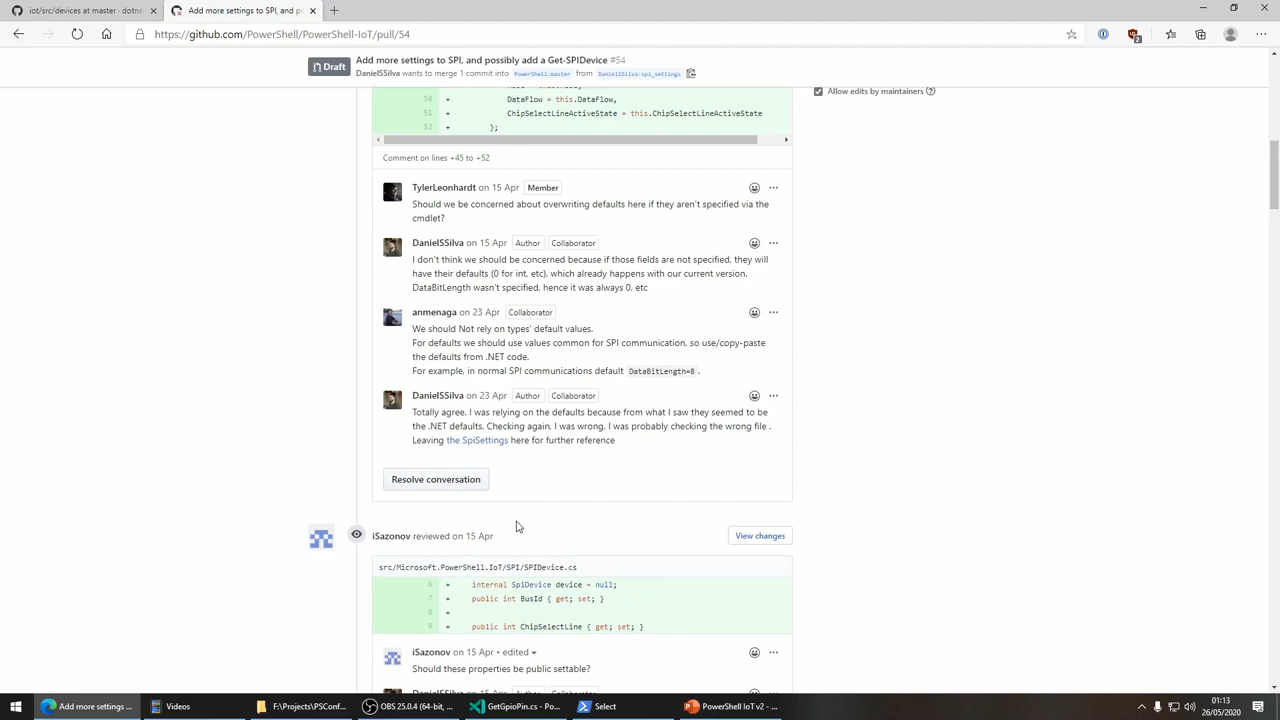 iot/src/devices at master · dotne
Add more settings to SPI, and po
https://github.com/PowerShell/PowerShell-IoT/pull/54
2
Draft
Add more settings to SPI, and possibly add a Get-SPIDevice #54
DanielSSilva wants to merge 1 commit into PowerShell:master from DanielSSilva:spi_settings
Allow edits by maintainers
50 + DataFlow = this.DataFlow,
51 + ChipSelectLineActiveState = this.ChipSelectLineActiveState
52 + };
Comment on lines +45 to +52
TylerLeonhardt on 15 Apr Member
Should we be concerned about overwriting defaults here if they aren't specified via the
cmdlet?
DanielSSilva on 15 Apr Author Collaborator
I don't think we should be concerned because if those fields are not specified, they will
have their defaults (0 for int, etc), which already happens with our current version.
DataBitLength wasn't specified, hence it was always 0, etc
anmenaga on 23 Apr Collaborator
We should Not rely on types' default values.
For defaults we should use values common for SPI communication, so use/copy-paste
the defaults from .NET code.
For example, in normal SPI communications default DataBitLength=8 .
DanielSSilva on 23 Apr Author Collaborator
Totally agree. I was relying on the defaults because from what I saw they seemed to be
the .NET defaults. Checking again, I was wrong. I was probably checking the wrong file .
Leaving the SpiSettings here for further reference
Resolve conversation
iSazonov reviewed on 15 Apr
View changes
src/Microsoft.PowerShell.IoT/SPI/SPIDevice.cs
6 + internal SpiDevice device = null;
7 + public int BusId { get; set; }
8 +
9 + public int ChipSelectLine { get; set; }
iSazonov on 15 Apr • edited
Should these properties be public settable?
DanielSSilva on 15 Apr Author Collaborator
Add more settings ...
Videos
F:\Projects\PSConf...
OBS 25.0.4 (64-bit, ...
GetGpioPin.cs - Po...
Select
PowerShell IoT v2 - ...
01:13
26/05/2020